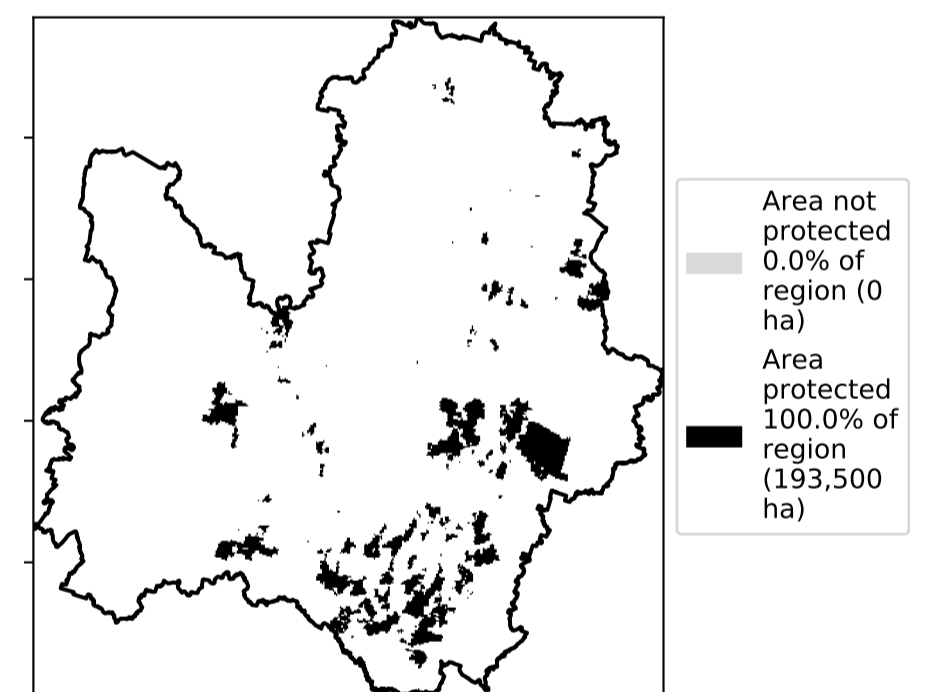 Area not
protected
0.0% of
region (0
ha)
Area
protected
100.0% of
region
(193,500
ha)